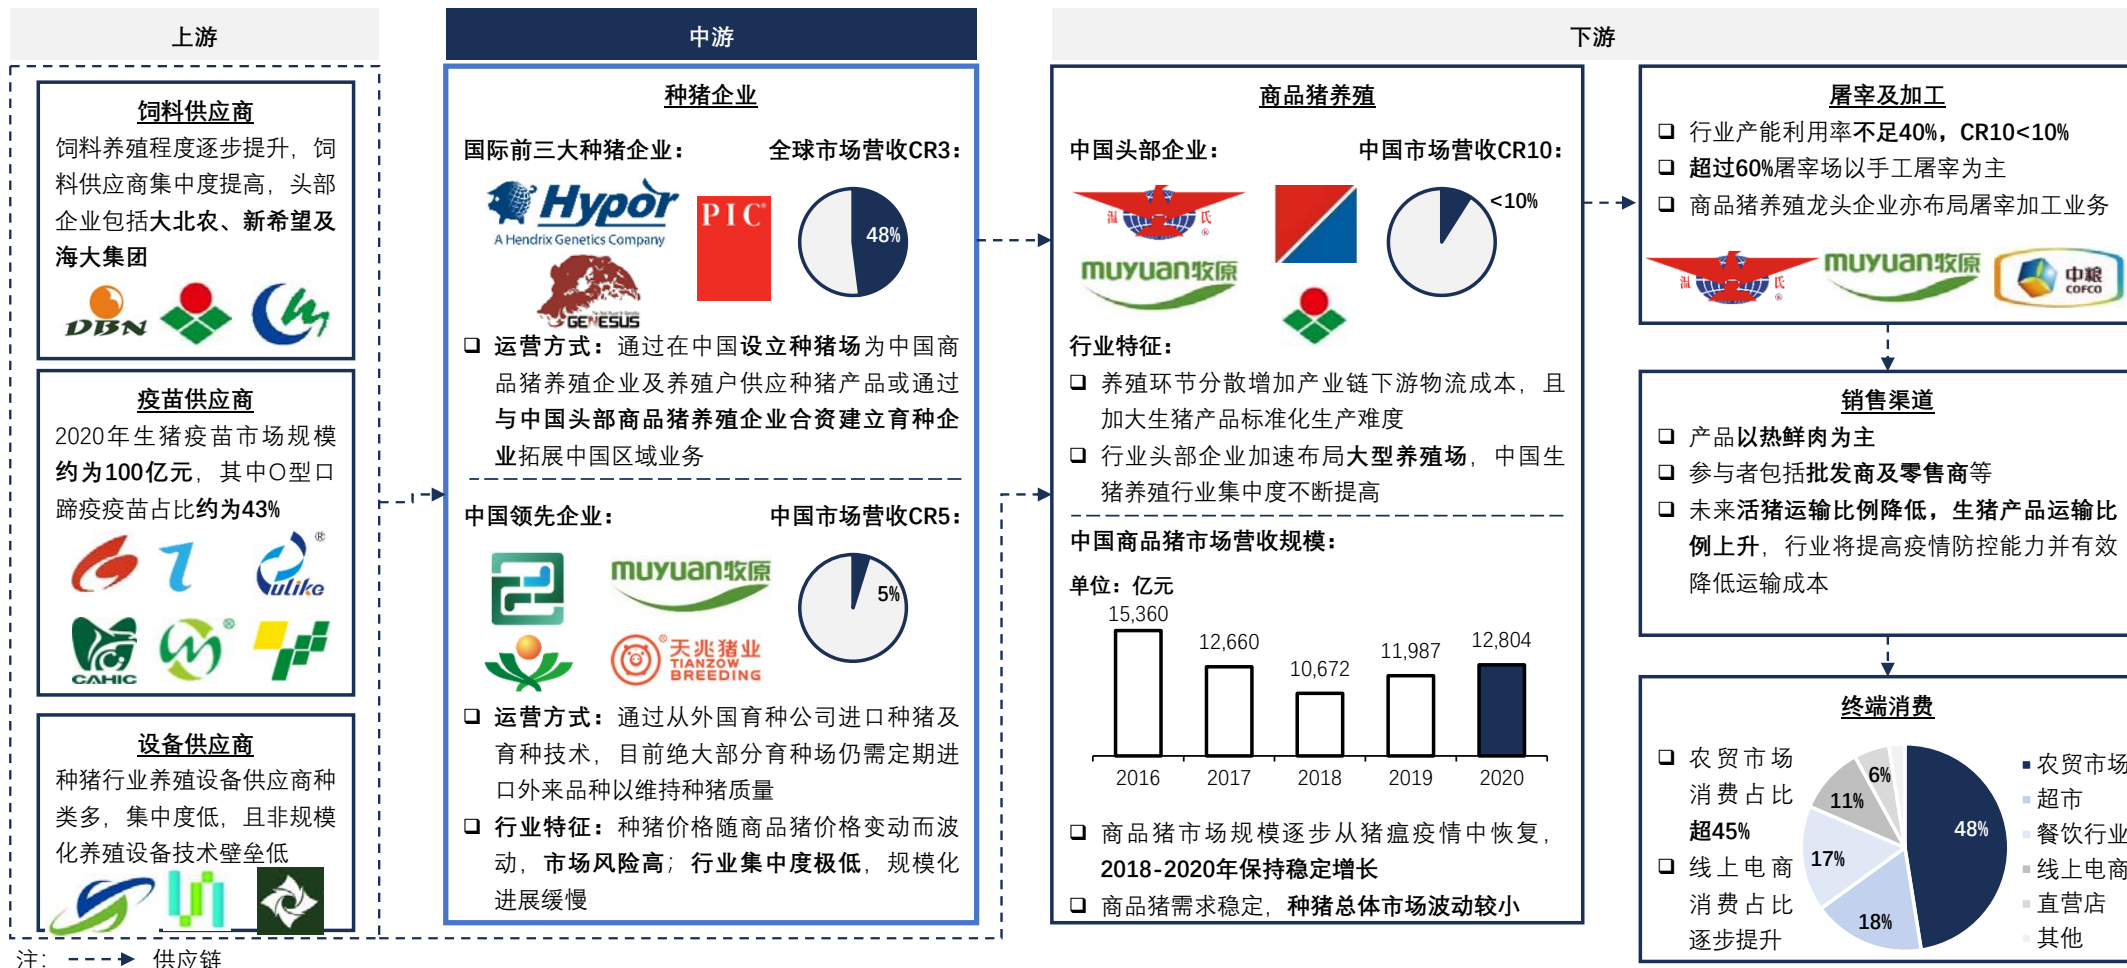 上游
中游
下游
饲料供应商
饲料养殖程度逐步提升，饲
料供应商集中度提高，头部
企业包括大北农、新希望及
海大集团
DBN
疫苗供应商
2020年生猪疫苗市场规模
约为100亿元，其中O型口
蹄疫疫苗占比约为43%
®
ulike
CAHIC
®
设备供应商
种猪行业养殖设备供应商种
类多，集中度低，且非规模
化养殖设备技术壁垒低
注：
供应链
种猪企业
国际前三大种猪企业：
全球市场营收CR3：
Hypor
A Hendrix Genetics Company
PIC®
GENESUS
48%
❑ 运营方式：通过在中国设立种猪场为中国商
品猪养殖企业及养殖户供应种猪产品或通过
与中国头部商品猪养殖企业合资建立育种企
业拓展中国区域业务
中国领先企业：
中国市场营收CR5：
muyuan牧原
®天兆猪业
TIANZOW
BREEDING
5%
❑ 运营方式：通过从外国育种公司进口种猪及
育种技术，目前绝大部分育种场仍需定期进
口外来品种以维持种猪质量
❑ 行业特征：种猪价格随商品猪价格变动而波
动，市场风险高；行业集中度极低，规模化
进展缓慢
商品猪养殖
中国头部企业：
中国市场营收CR10：
温 氏
®
muyuan牧原
<10%
行业特征：
❑ 养殖环节分散增加产业链下游物流成本，且
加大生猪产品标准化生产难度
❑ 行业头部企业加速布局大型养殖场，中国生
猪养殖行业集中度不断提高
中国商品猪市场营收规模：
单位：亿元
15,360
12,660
10,672
11,987
12,804
2016
2017
2018
2019
2020
❑ 商品猪市场规模逐步从猪瘟疫情中恢复，
2018-2020年保持稳定增长
❑ 商品猪需求稳定，种猪总体市场波动较小
屠宰及加工
❑ 行业产能利用率不足40%，CR10<10%
❑ 超过60%屠宰场以手工屠宰为主
❑ 商品猪养殖龙头企业亦布局屠宰加工业务
温 氏
®
muyuan牧原
中粮
COFCO
销售渠道
❑ 产品以热鲜肉为主
❑ 参与者包括批发商及零售商等
❑ 未来活猪运输比例降低，生猪产品运输比
例上升，行业将提高疫情防控能力并有效
降低运输成本
终端消费
❑ 农贸市场
消费占比
超45%
❑ 线上电商
消费占比
逐步提升
48%
18%
17%
11%
6%
农贸市场
超市
餐饮行业
线上电商
直营店
其他